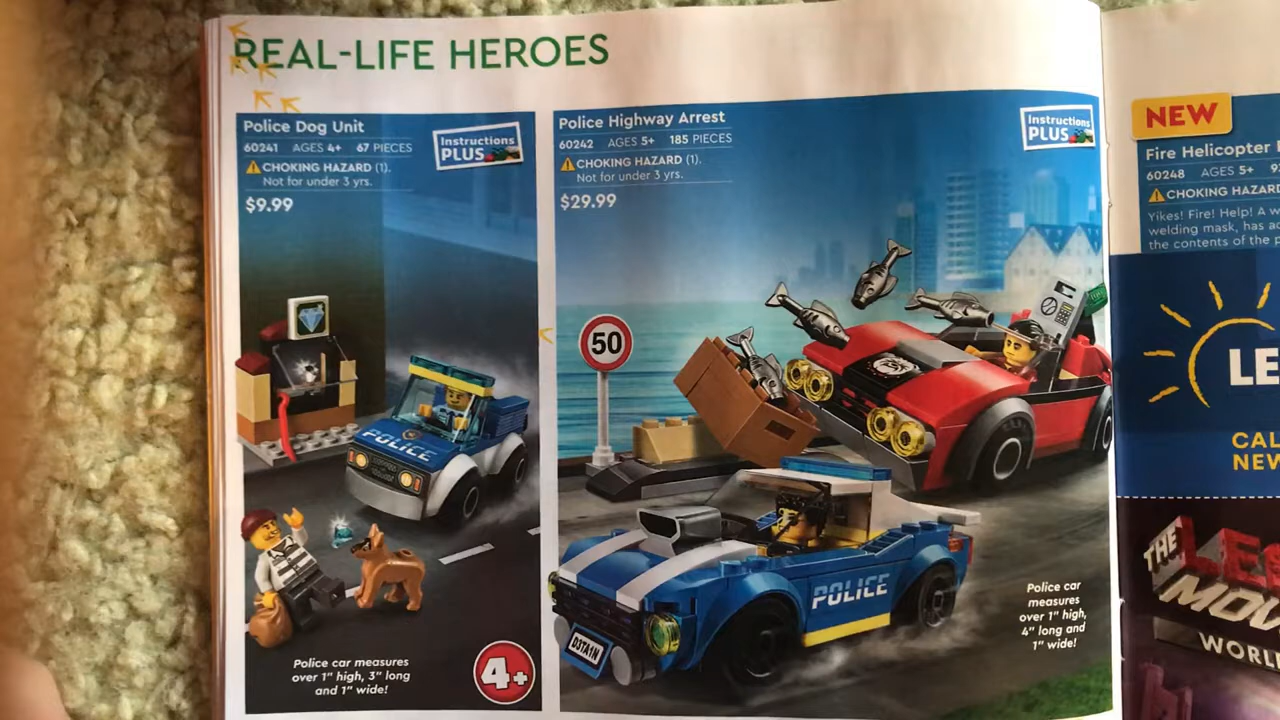 REAL-LIFE HEROES
Police Dog Unit
60241 AGES 4+ 67 PIECES
CHOKING HAZARD (1).
Not for under 3 yrs.
$9.99
Instructions
PLUS
POLICE
Police car measures
over 1" high, 3" long
and 1" wide!
4+
Police Highway Arrest
60242 AGES 5+ 185 PIECES
CHOKING HAZARD (1).
Not for under 3 yrs.
$29.99
Instructions
PLUS
50
POLICE
D3TA1N
Police car
measures
over 1" high,
4" long and
1" wide!
NEW
Fire Helicopter
60248 AGES 5+
CHOKING HAZARD
Yikes! Fire! Help! A
welding mask, has
the contents of the
LE
CAL
NEW
THE
LEG
MOV
WORL